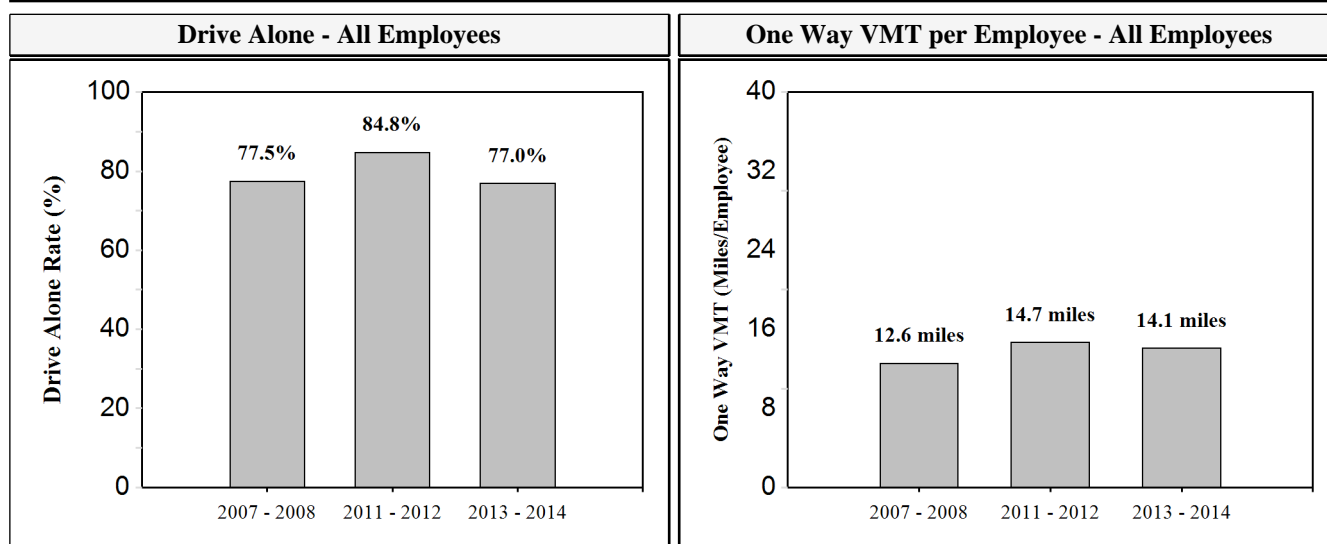 Drive Alone - All Employees
One Way VMT per Employee - All Employees
Drive Alone Rate (%)
100
80
60
40
20
0
77.5%
84.8%
77.0%
2007 - 2008
2011 - 2012
2013 - 2014
One Way VMT (Miles/Employee)
40
32
24
16
8
0
12.6 miles
14.7 miles
14.1 miles
2007 - 2008
2011 - 2012
2013 - 2014